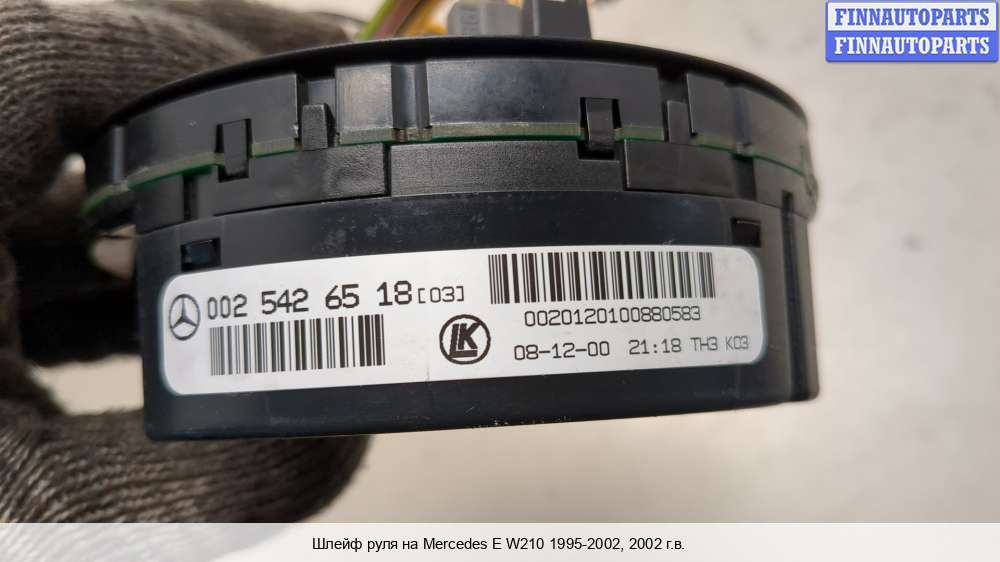 FINNAUTOPARTS
FINNAUTOPARTS
002 542 65 18 [03]
0020120100880583
LK
08-12-00 21:18 TH3 K03
Шлейф руля на Mercedes E W210 1995-2002, 2002 г.в.